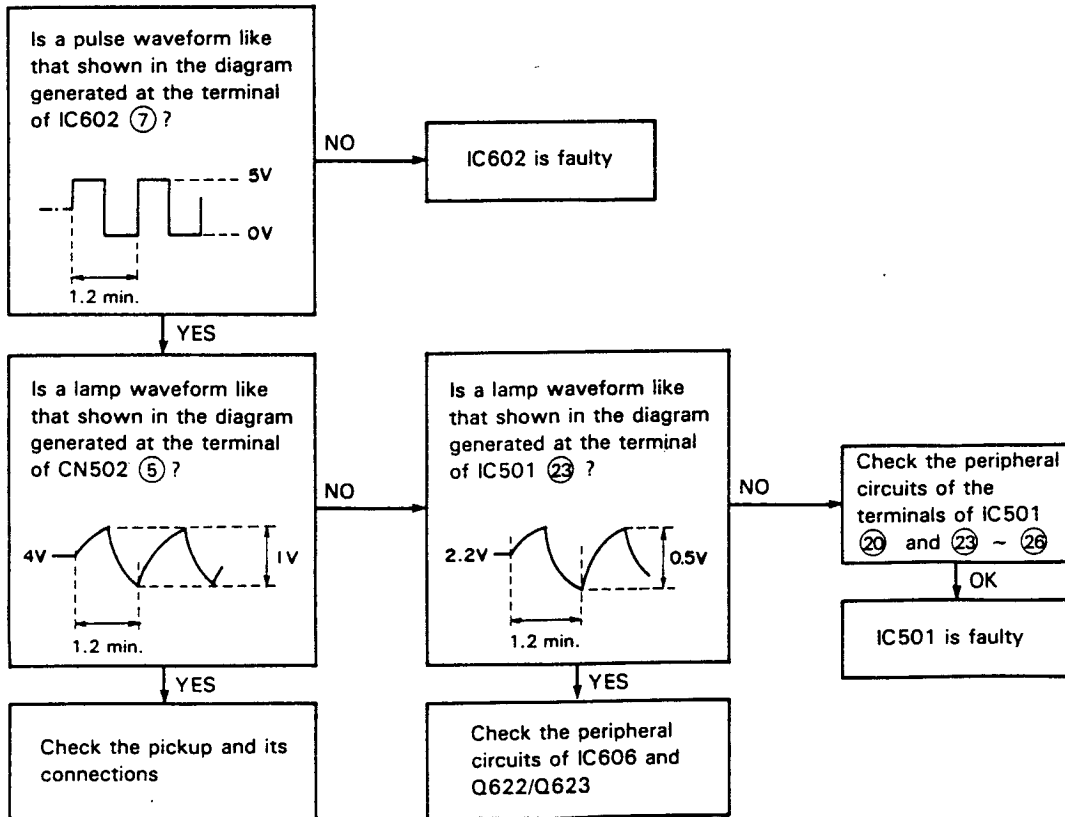 Is a pulse waveform like
that shown in the diagram
generated at the terminal
of IC602 ⑦ ?
5V
0V
1.2 min.
NO
IC602 is faulty
YES
Is a lamp waveform like
that shown in the diagram
generated at the terminal
of CN502 ⑤ ?
4V
1V
1.2 min.
NO
Is a lamp waveform like
that shown in the diagram
generated at the terminal
of IC501 ㉓ ?
2.2V
0.5V
1.2 min.
NO
Check the peripheral
circuits of the
terminals of IC501
⑳ and ㉓ ~ ㉖
OK
IC501 is faulty
YES
Check the pickup and its
connections
YES
Check the peripheral
circuits of IC606 and
Q622/Q623